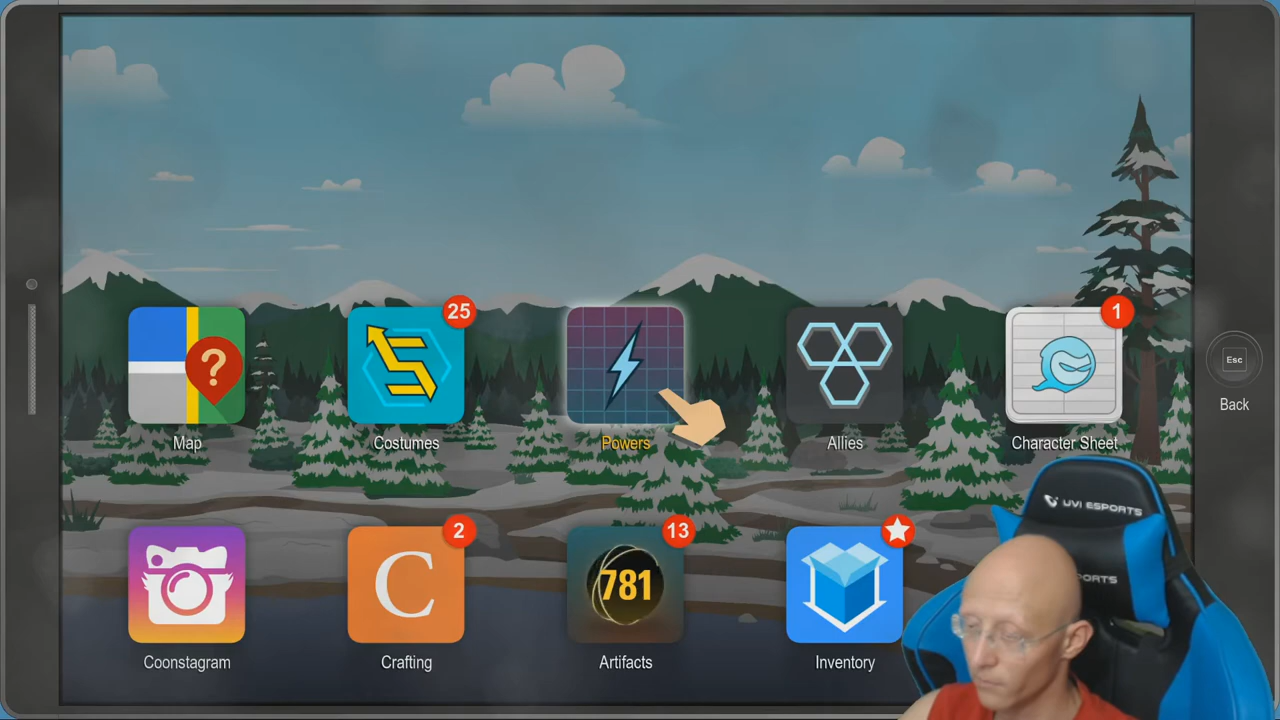 25
1
Esc
Back
Map
Costumes
Powers
Allies
Character Sheet
UVI ESPORTS
PORTS
2
13
C
781
Coonstagram
Crafting
Artifacts
Inventory